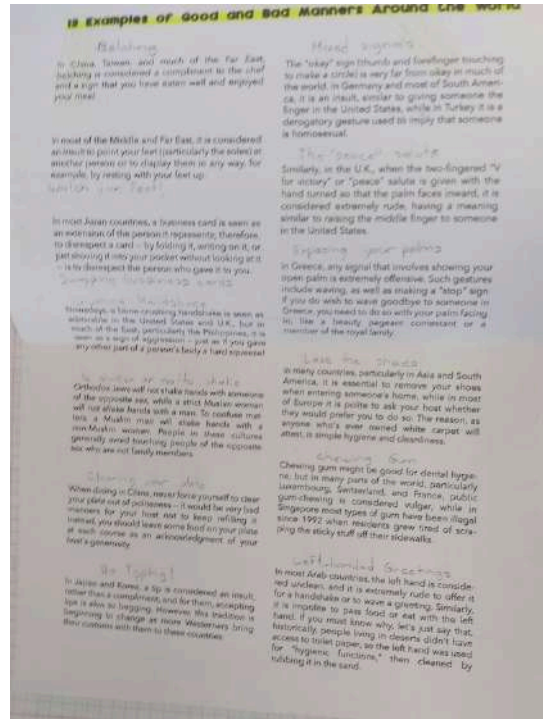 12 Examples of Good and Bad Manners Around the World
Belching
In China, Taiwan, and much of the Far East,
belching is considered a compliment to the chef
and a sign that you have eaten well and enjoyed
your meal.
In most of the Middle and Far East, it is considered
an insult to point your feet (particularly the soles) at
another person or to display them in any way, for
example, by resting with your feet up.
Watch your feet!
In most Asian countries, a business card is seen as
an extension of the person it represents; therefore,
to disrespect a card – by folding it, writing on it, or
just shoving it into your pocket without looking at it
– is to disrespect the person who gave it to you.
Swapping business cards
Handshake
Nowadays, a bone-crushing handshake is seen as
admirable in the United States and U.K., but in
much of the East, particularly the Philippines, it is
seen as a sign of aggression – just as if you gave
any other part of a person's body a hard squeeze!
to shake
Orthodox Jews will not shake hands with someone
of the opposite sex, while a strict Muslim woman
will not shake hands with a man. To confuse mat-
ters, a Muslim man will shake hands with a
non-Muslim woman. People in these cultures
generally avoid touching people of the opposite
sex who are not family members.
your plate
When dining in China, never force yourself to clear
your plate out of politeness – it would be very bad
manners for your host not to keep refilling it.
Instead, you should leave some food on your plate
at each course as an acknowledgment of your
host's generosity.
No Tipping!
In Japan and Korea, a tip is considered an insult,
rather than a compliment, and for them, accepting
tips is akin to begging. However, this tradition is
beginning to change as more Westerners bring
their customs with them to these countries.
Mixed signals
The "okay" sign (thumb and forefinger touching
to make a circle) is very far from okay in much of
the world. In Germany and most of South Ameri-
ca, it is an insult, similar to giving someone the
finger in the United States, while in Turkey it is a
derogatory gesture used to imply that someone
is homosexual.
The "peace" salute
Similarly, in the U.K., when the two-fingered "V
for victory" or "peace" salute is given with the
hand turned so that the palm faces inward, it is
considered extremely rude, having a meaning
similar to raising the middle finger to someone
in the United States.
Exposing your palms
In Greece, any signal that involves showing your
open palm is extremely offensive. Such gestures
include waving, as well as making a "stop" sign.
If you do wish to wave goodbye to someone in
Greece, you need to do so with your palm facing
in, like a beauty pageant contestant or a
member of the royal family.
Lose the shoes
In many countries, particularly in Asia and South
America, it is essential to remove your shoes
when entering someone's home, while in most
of Europe it is polite to ask your host whether
they would prefer you to do so. The reason, as
anyone who's ever owned white carpet will
attest, is simple hygiene and cleanliness.
Chewing Gum
Chewing gum might be good for dental hygie-
ne, but in many parts of the world, particularly
Luxembourg, Switzerland, and France, public
gum-chewing is considered vulgar, while in
Singapore most types of gum have been illegal
since 1992 when residents grew tired of scra-
ping the sticky stuff off their sidewalks.
Left-handed Greetings
In most Arab countries, the left hand is conside-
red unclean, and it is extremely rude to offer it
for a handshake or to wave a greeting. Similarly,
it is impolite to pass food or eat with the left
hand. If you must know why, let's just say that,
historically, people living in deserts didn't have
access to toilet paper, so the left hand was used
for "hygienic functions," then cleaned by
rubbing it in the sand.